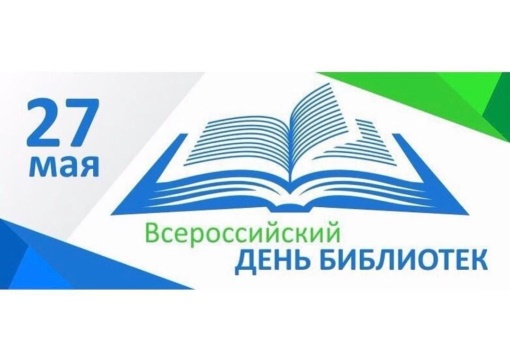 27
мая
Всероссийский
ДЕНЬ БИБЛИОТЕК